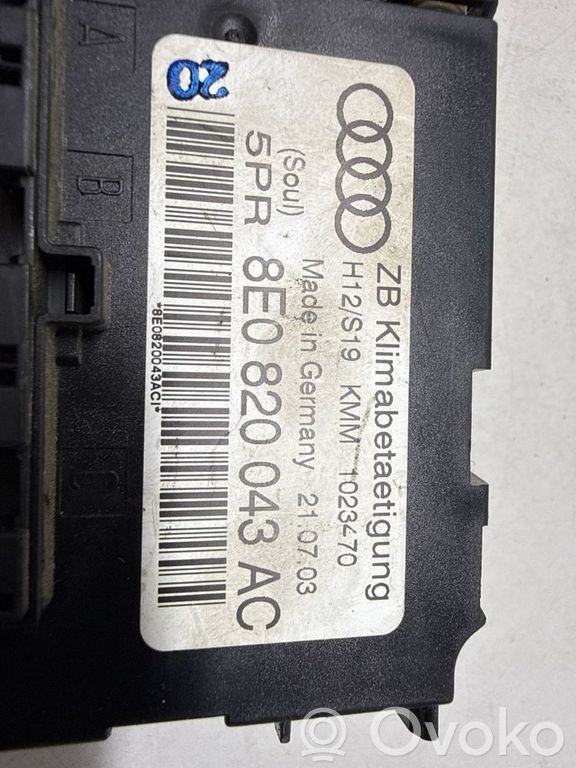 ZB Klimabetaetigung
H12/S19 KMM 1023470
(Soul) Made in Germany 21.07.03
5PR 8E0 820 043 AC
*8E0820043ACI*
20
A
B
C
Ovoko